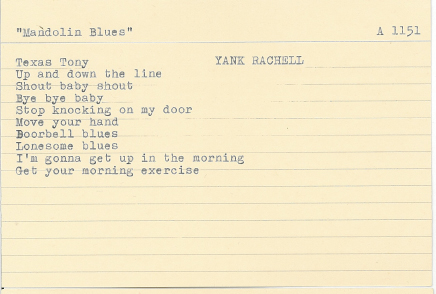 "Mandolin Blues" A 1151
Texas Tony YANK RACHELL
Up and down the line
Shout baby shout
Bye bye baby
Stop knocking on my door
Move your hand
Doorbell blues
Lonesome blues
I'm gonna get up in the morning
Get your morning exercise